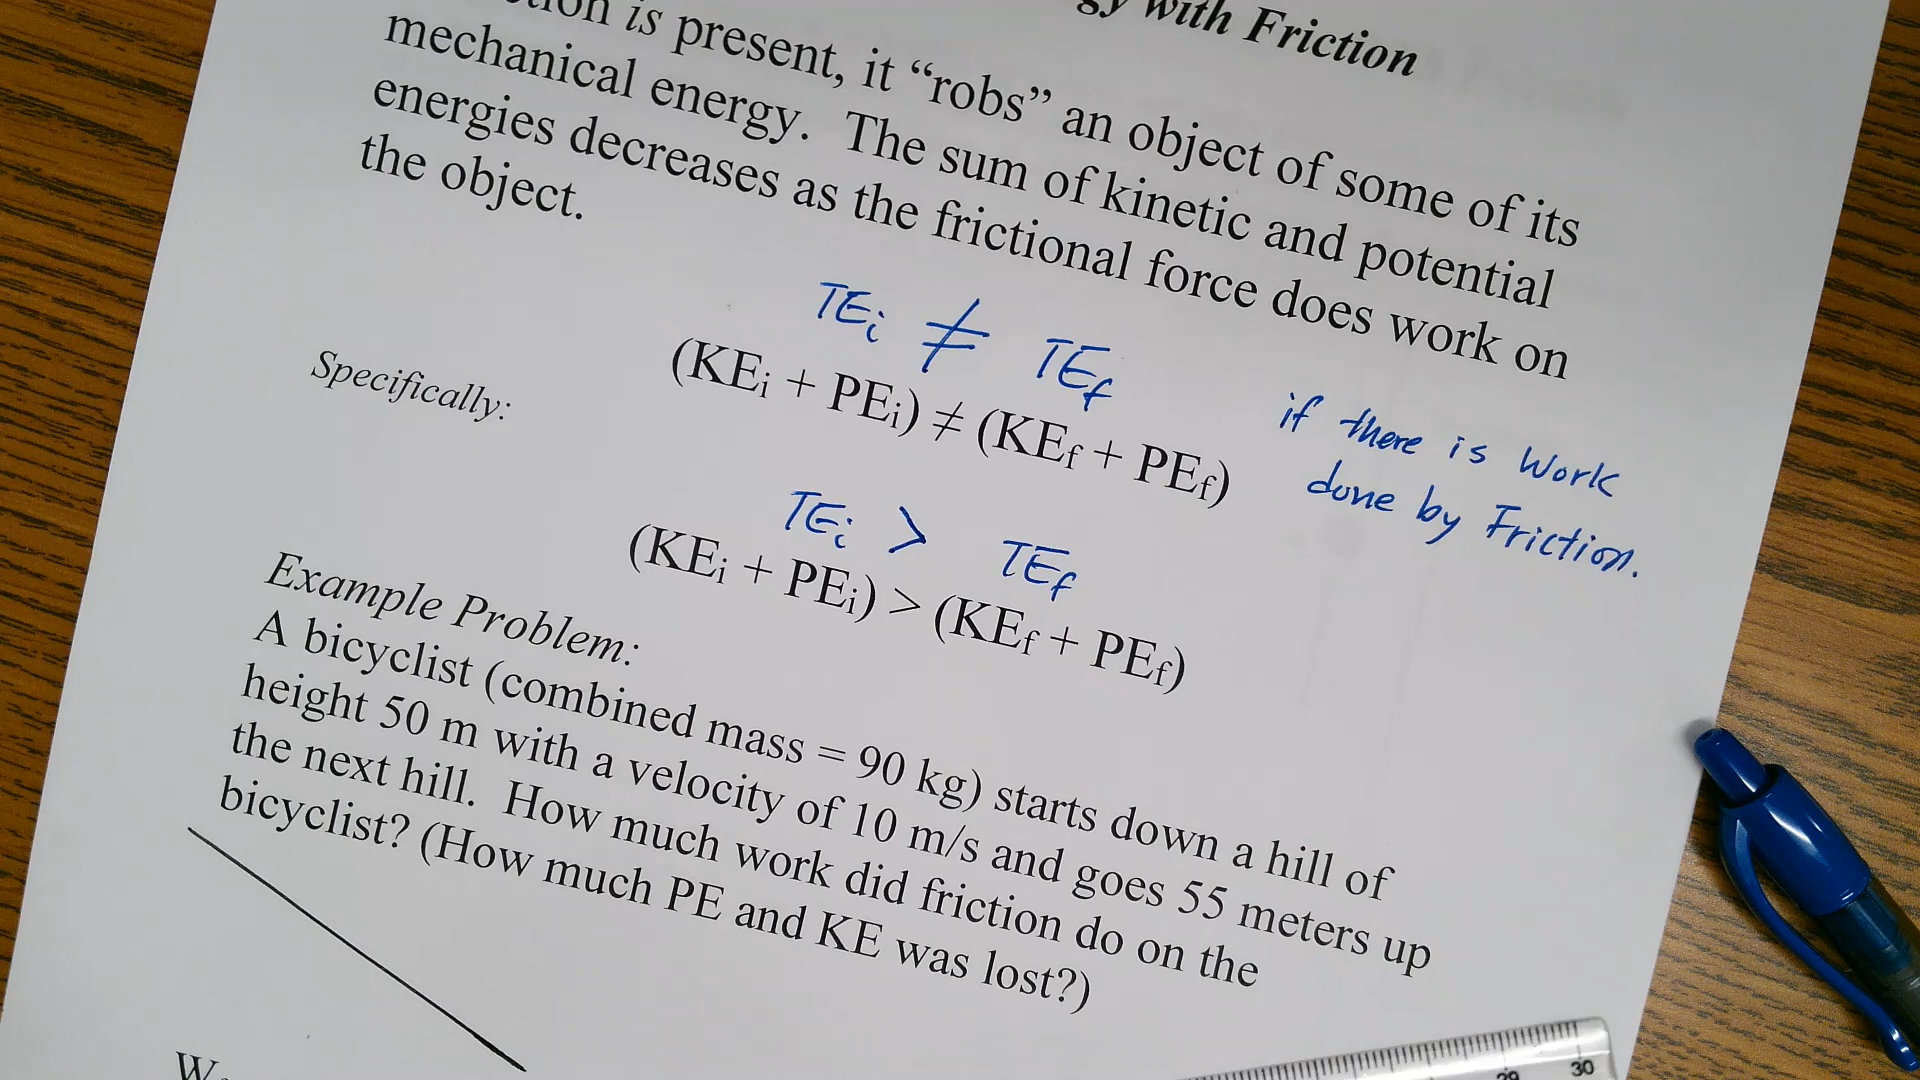 with Friction
is present, it “robs” an object of some of its
mechanical energy. The sum of kinetic and potential
energies decreases as the frictional force does work on
the object.
TEi ≠ TEf
Specifically: (KEi + PEi) ≠ (KEf + PEf)
if there is Work
done by Friction.
TEi > TEf
(KEi + PEi) > (KEf + PEf)
Example Problem:
A bicyclist (combined mass = 90 kg) starts down a hill of
height 50 m with a velocity of 10 m/s and goes 55 meters up
the next hill. How much work did friction do on the
bicyclist? (How much PE and KE was lost?)
30